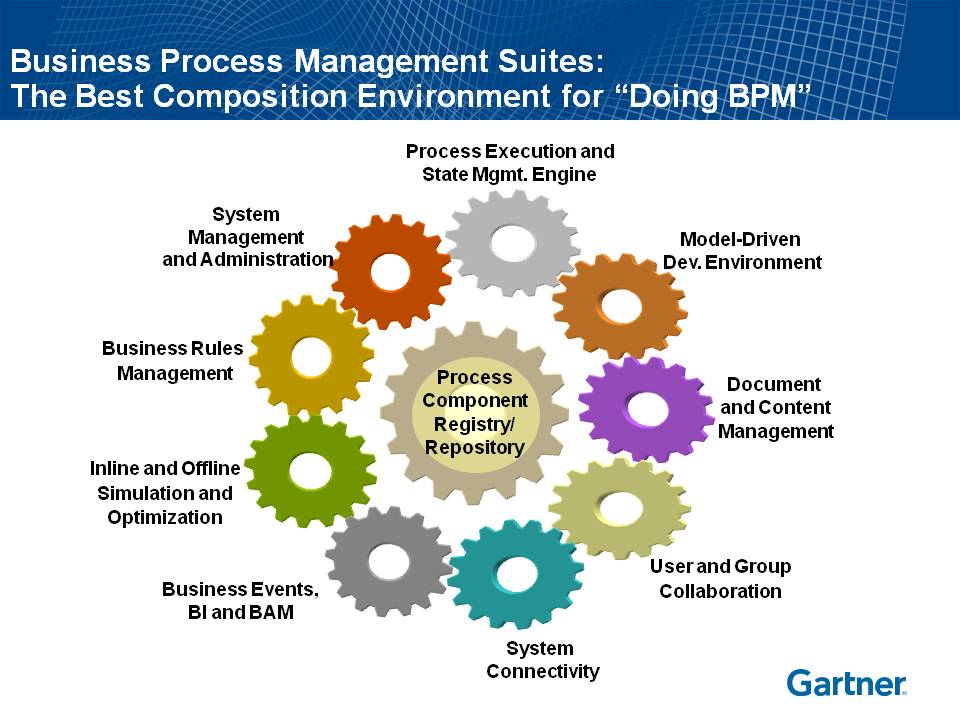 Business Process Management Suites:
The Best Composition Environment for “Doing BPM”
Process Execution and
State Mgmt. Engine
System
Management
and Administration
Model-Driven
Dev. Environment
Business Rules
Management
Process
Component
Registry/
Repository
Document
and Content
Management
Inline and Offline
Simulation and
Optimization
User and Group
Collaboration
Business Events,
BI and BAM
System
Connectivity
Gartner